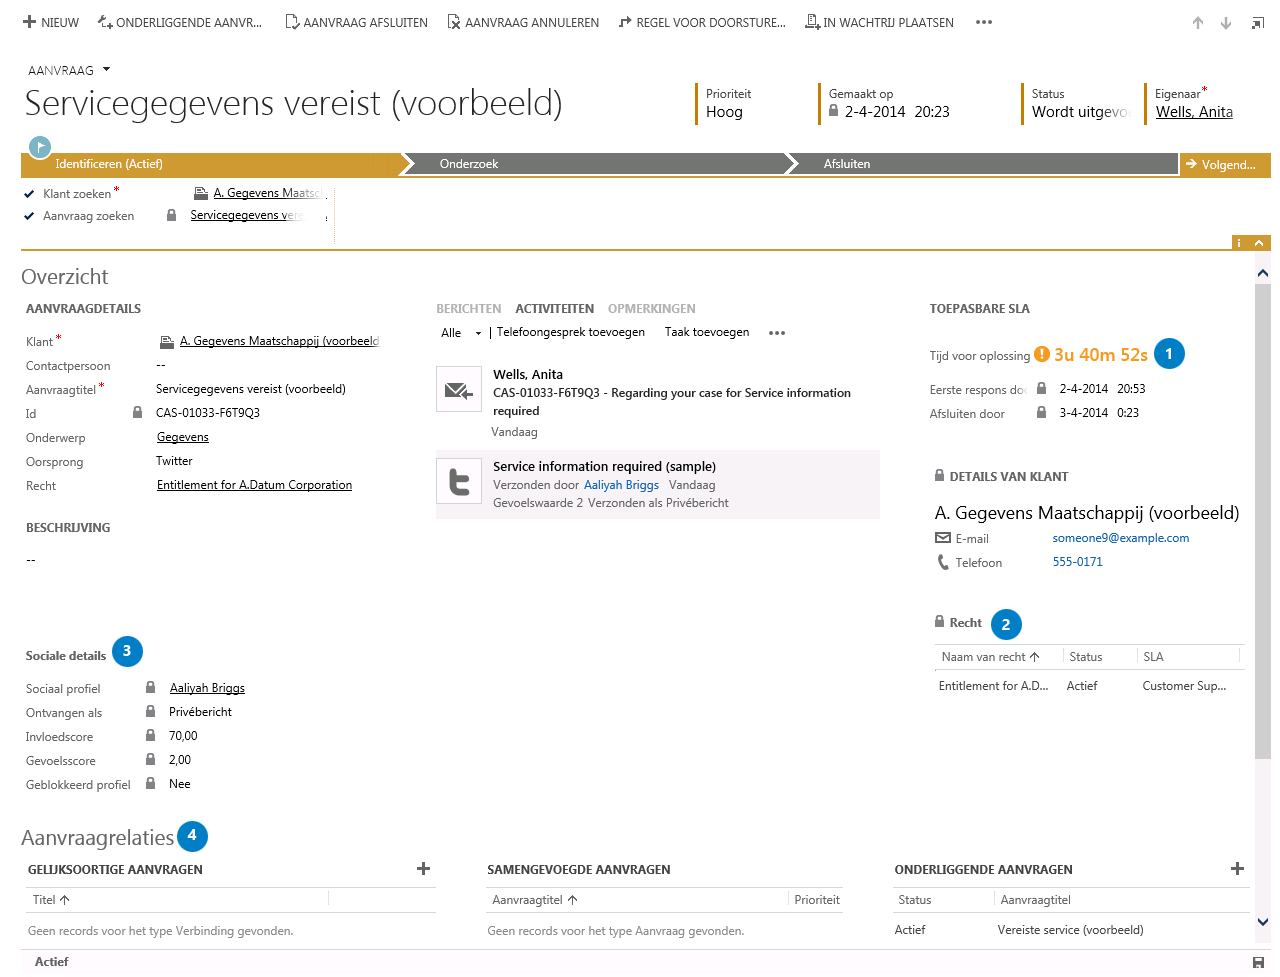 NIEUW ONDERLIGGENDE AANVR... AANVRAAG AFSLUITEN AANVRAAG ANNULEREN REGEL VOOR DOORSTURE... IN WACHTRIJ PLAATSEN •••
AANVRAAG
Servicegegevens vereist (voorbeeld)
Prioriteit
Hoog
Gemaakt op
2-4-2014 20:23
Status
Wordt uitgevo
Eigenaar*
Wells, Anita
Identificeren (Actief) Onderzoek Afsluiten Volgend...
Klant zoeken* A. Gegevens Maatsc
Aanvraag zoeken Servicegegevens vere
Overzicht
AANVRAAGDETAILS
Klant* A. Gegevens Maatschappij (voorbeeld
Contactpersoon --
Aanvraagtitel* Servicegegevens vereist (voorbeeld)
Id CAS-01033-F6T9Q3
Onderwerp Gegevens
Oorsprong Twitter
Recht Entitlement for A.Datum Corporation
BESCHRIJVING
--
Sociale details 3
Sociaal profiel Aaliyah Briggs
Ontvangen als Privébericht
Invloedscore 70,00
Gevoelsscore 2,00
Geblokkeerd profiel Nee
BERICHTEN ACTIVITEITEN OPMERKINGEN
Alle | Telefoongesprek toevoegen Taak toevoegen •••
Wells, Anita
CAS-01033-F6T9Q3 - Regarding your case for Service information
required
Vandaag
Service information required (sample)
Verzonden door Aaliyah Briggs Vandaag
Gevoelswaarde 2 Verzonden als Privébericht
TOEPASBARE SLA
Tijd voor oplossing 3u 40m 52s 1
Eerste respons doo 2-4-2014 20:53
Afsluiten door 3-4-2014 0:23
DETAILS VAN KLANT
A. Gegevens Maatschappij (voorbeeld)
E-mail someone9@example.com
Telefoon 555-0171
Recht 2
Naam van recht Status SLA
Entitlement for A.D... Actief Customer Sup...
Aanvraagrelaties 4
GELIJKSOORTIGE AANVRAGEN
Titel
Geen records voor het type Verbinding gevonden.
SAMENGEVOEGDE AANVRAGEN
Aanvraagtitel Prioriteit
Geen records voor het type Aanvraag gevonden.
ONDERLIGGENDE AANVRAGEN
Status Aanvraagtitel
Actief Vereiste service (voorbeeld)
Actief